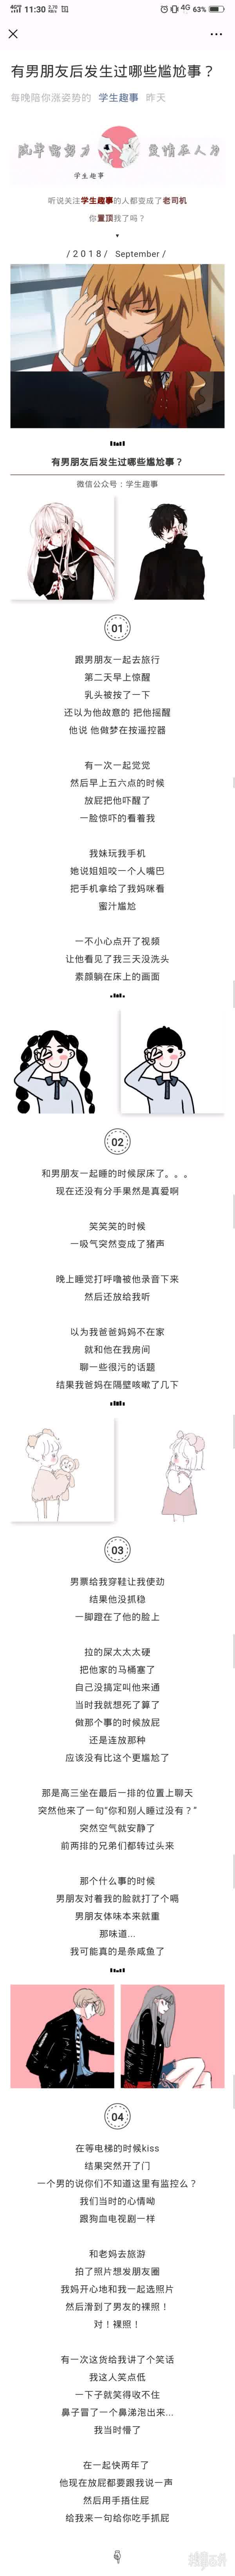 11:30
4G 63%
有男朋友后发生过哪些尴尬事？
每晚陪你涨姿势的 学生趣事 昨天
学生趣事
听说关注学生趣事的人都变成了老司机
你置顶我了吗？
/ 2 0 1 8 / September /
有男朋友后发生过哪些尴尬事？
微信公众号：学生趣事
01
跟男朋友一起去旅行
第二天早上惊醒
乳头被按了一下
还以为他故意的 把他摇醒
他说 他做梦在按遥控器
有一次一起觉觉
然后早上五六点的时候
放屁把他吓醒了
一脸惊吓的看着我
我妹玩我手机
她说姐姐咬一个人嘴巴
把手机拿给了我妈咪看
蜜汁尴尬
一不小心点开了视频
让他看见了我三天没洗头
素颜躺在床上的画面
02
和男朋友一起睡的时候尿床了。。。
现在还没有分手果然是真爱啊
笑笑笑的时候
一吸气突然变成了猪声
晚上睡觉打呼噜被他录音下来
然后还放给我听
以为我爸爸妈妈不在家
就和他在我房间
聊一些很污的话题
结果我爸妈在隔壁咳嗽了几下
03
男票给我穿鞋让我使劲
结果他没抓稳
一脚蹬在了他的脸上
拉的屎太太太硬
把他家的马桶塞了
自己没搞定叫他来通
当时我就想死了算了
做那个事的时候放屁
还是连放那种
应该没有比这个更尴尬了
那是高三坐在最后一排的位置上聊天
突然他来了一句“你和别人睡过没有？”
突然空气就安静了
前两排的兄弟们都转过头来
那个什么事的时候
男朋友对着我的脸就打了个嗝
男朋友体味本来就重
那味道...
我可能真的是条咸鱼了
04
在等电梯的时候kiss
结果突然开了门
一个男的说你们不知道这里有监控么？
我们当时的心情呦
跟狗血电视剧一样
和老妈去旅游
拍了照片想发朋友圈
我妈开心地和我一起选照片
然后滑到了男友的裸照！
对！裸照！
有一次这货给我讲了个笑话
我这人笑点低
一下子就笑得收不住
鼻子冒了一个鼻涕泡出来...
我当时懵了
在一起快两年了
他现在放屁都要跟我说一声
然后用手捂住屁
给我来一句给你吃手抓屁